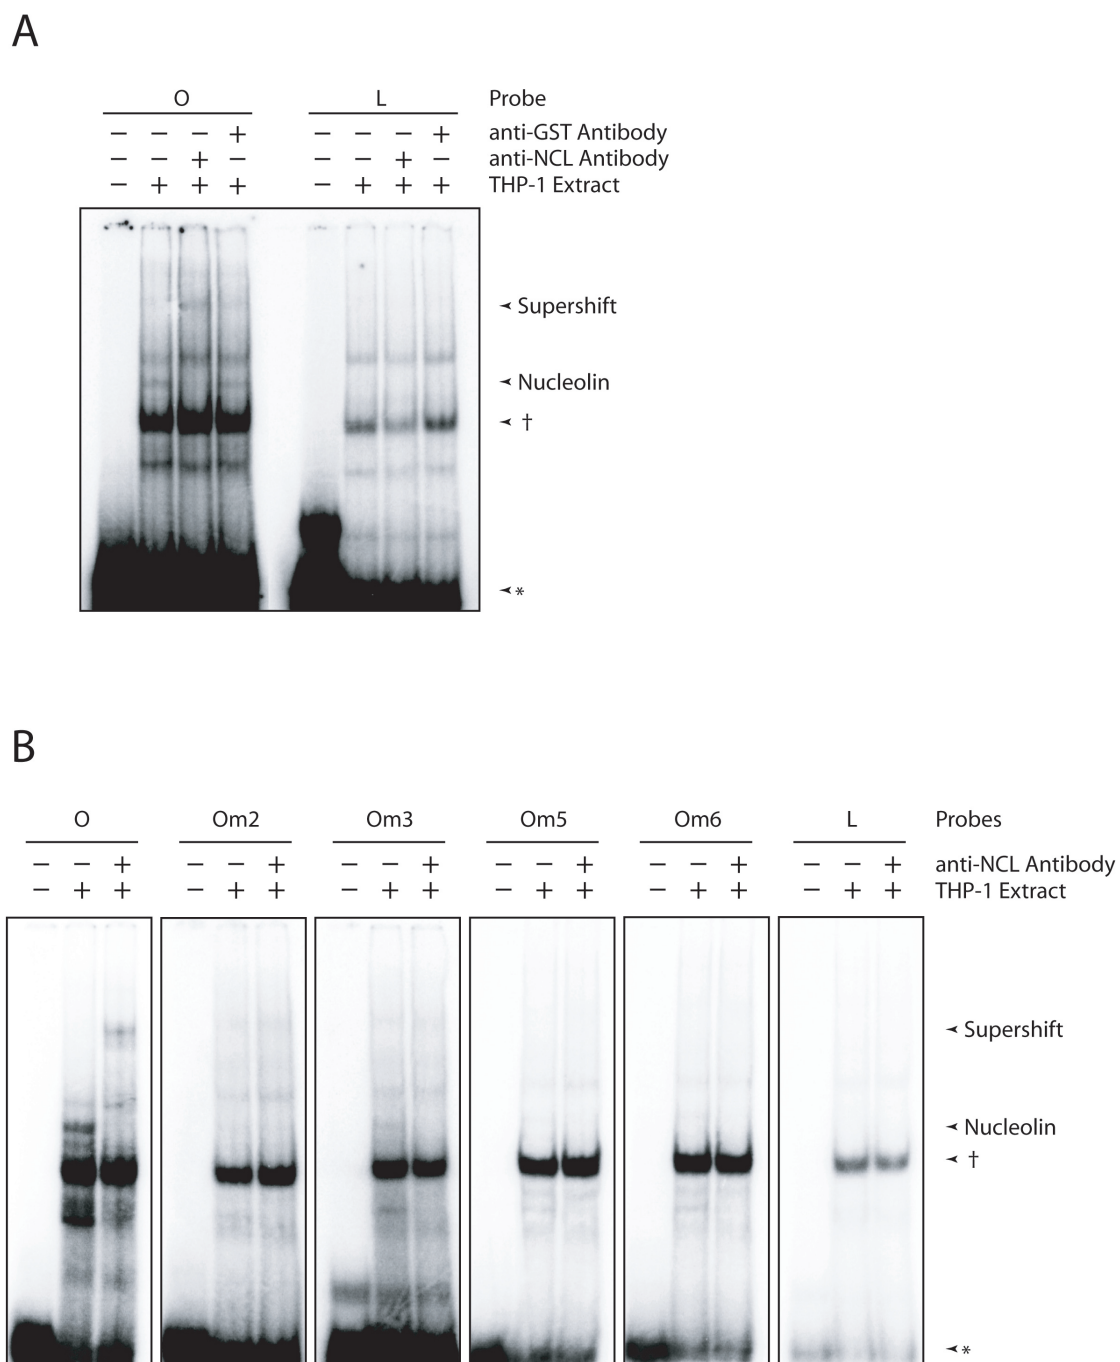 A
O L Probe
− − − + − − − + anti-GST Antibody
− − + − − − + − anti-NCL Antibody
− + + + − + + + THP-1 Extract
◄ Supershift
◄ Nucleolin
◄ †
◄ *
B
O Om2 Om3 Om5 Om6 L Probes
− − + − − + − − + − − + − − + − − + anti-NCL Antibody
− + + − + + − + + − + + − + + − + + THP-1 Extract
◄ Supershift
◄ Nucleolin
◄ †
◄ *